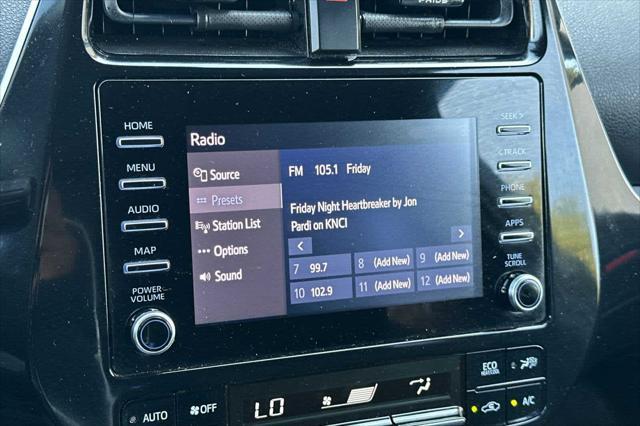 HOME
MENU
AUDIO
MAP
POWER
VOLUME
Radio
Source
Presets
Station List
Options
Sound
FM 105.1 Friday
Friday Night Heartbreaker by Jon
Pardi on KNCI
< >
7 99.7 8 (Add New) 9 (Add New)
10 102.9 11 (Add New) 12 (Add New)
SEEK >
< TRACK
PHONE
APPS
TUNE
SCROLL
AUTO
OFF
LO
ECO
HEAT/COOL
A/C